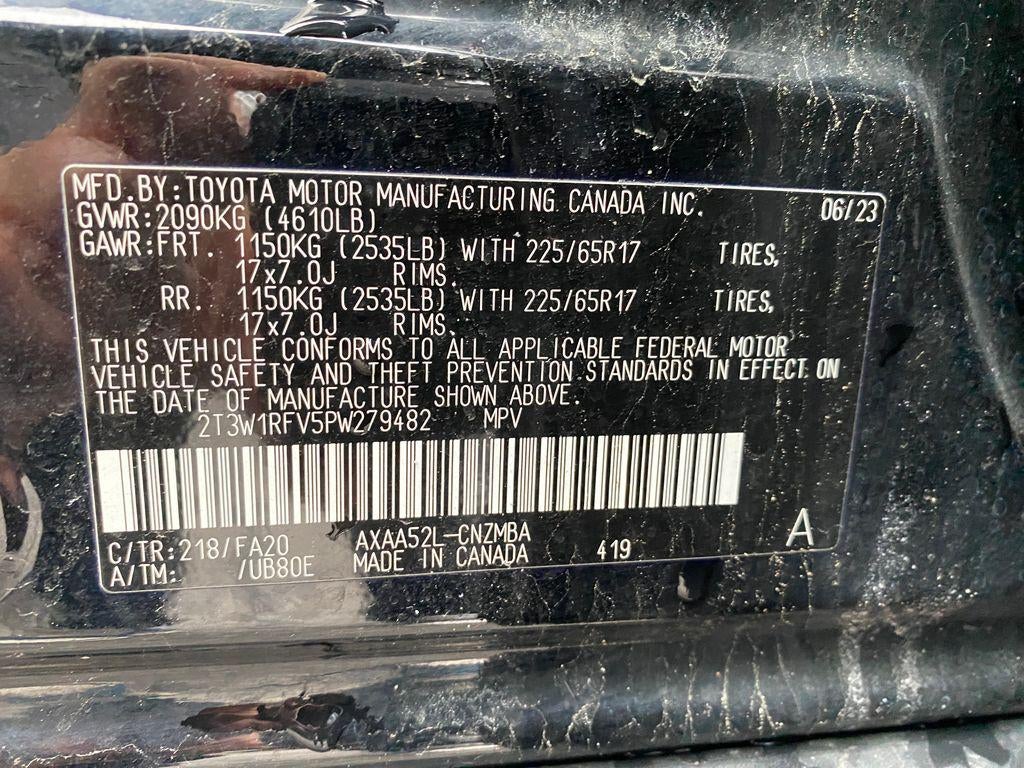 MFD.BY:TOYOTA MOTOR MANUFACTURING CANADA INC. 06/23
GVWR:2090KG (4610LB)
GAWR:FRT. 1150KG (2535LB) WITH 225/65R17 TIRES,
17x7.0J RIMS.
RR. 1150KG (2535LB) WITH 225/65R17 TIRES,
17x7.0J RIMS.
THIS VEHICLE CONFORMS TO ALL APPLICABLE FEDERAL MOTOR
VEHICLE SAFETY AND THEFT PREVENTION STANDARDS IN EFFECT ON
THE DATE OF MANUFACTURE SHOWN ABOVE.
2T3W1RFV5PW279482 MPV
C/TR:218/FA20 AXAA52L-CNZMBA 419 A
A/TM: /UB80E MADE IN CANADA